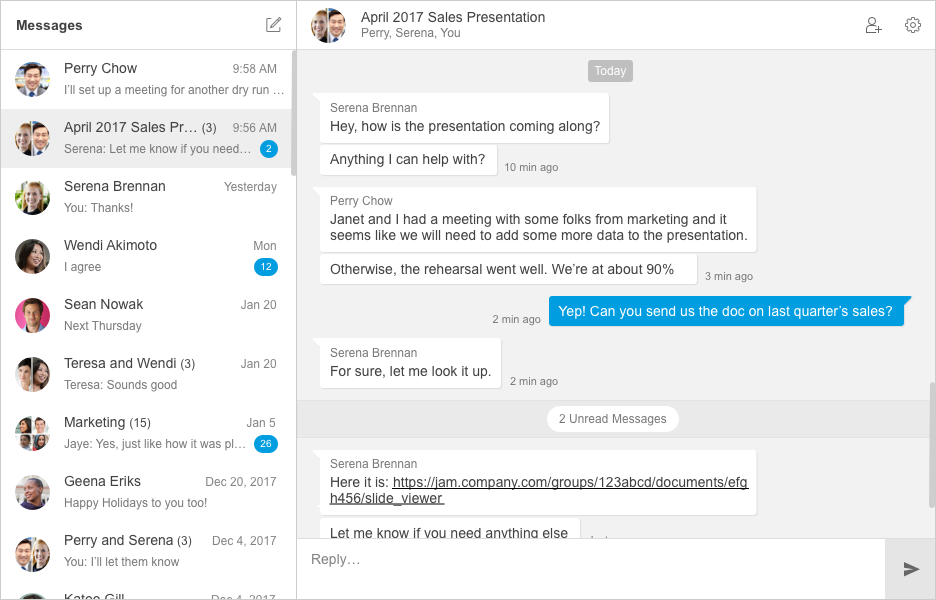 Messages
Perry Chow
9:58 AM
I'll set up a meeting for another dry run …
April 2017 Sales Pr… (3)
9:56 AM
Serena: Let me know if you need…
2
Serena Brennan
Yesterday
You: Thanks!
Wendi Akimoto
Mon
I agree
12
Sean Nowak
Jan 20
Next Thursday
Teresa and Wendi (3)
Jan 20
Teresa: Sounds good
Marketing (15)
Jan 5
Jaye: Yes, just like how it was pl…
26
Geena Eriks
Dec 20, 2017
Happy Holidays to you too!
Perry and Serena (3)
Dec 4, 2017
You: I'll let them know
Dec 4, 2017
April 2017 Sales Presentation
Perry, Serena, You
Today
Serena Brennan
Hey, how is the presentation coming along?
Anything I can help with?
10 min ago
Perry Chow
Janet and I had a meeting with some folks from marketing and it
seems like we will need to add some more data to the presentation.
Otherwise, the rehearsal went well. We're at about 90%
3 min ago
2 min ago
Yep! Can you send us the doc on last quarter's sales?
Serena Brennan
For sure, let me look it up.
2 min ago
2 Unread Messages
Serena Brennan
Here it is: https://jam.company.com/groups/123abcd/documents/efg
h456/slide_viewer
Let me know if you need anything else
Reply…